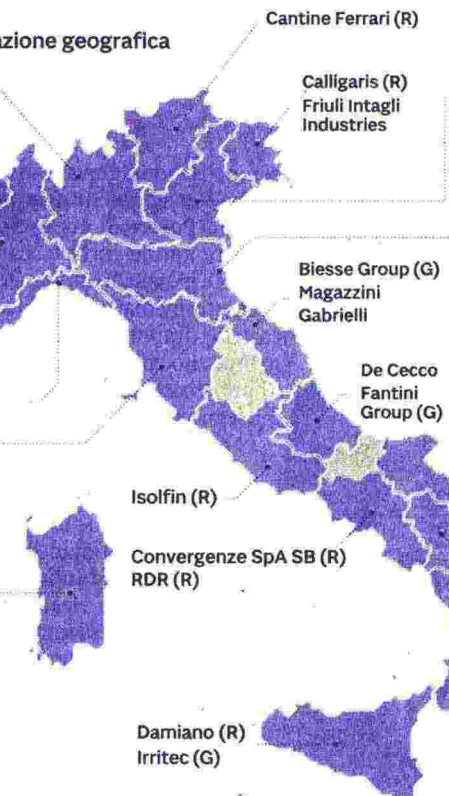 azione geografica
Cantine Ferrari (R)
Calligaris (R)
Friuli Intagli
Industries
Biesse Group (G)
Magazzini
Gabrielli
De Cecco
Fantini
Group (G)
Isolfin (R)
Convergenze SpA SB (R)
RDR (R)
Damiano (R)
Irritec (G)